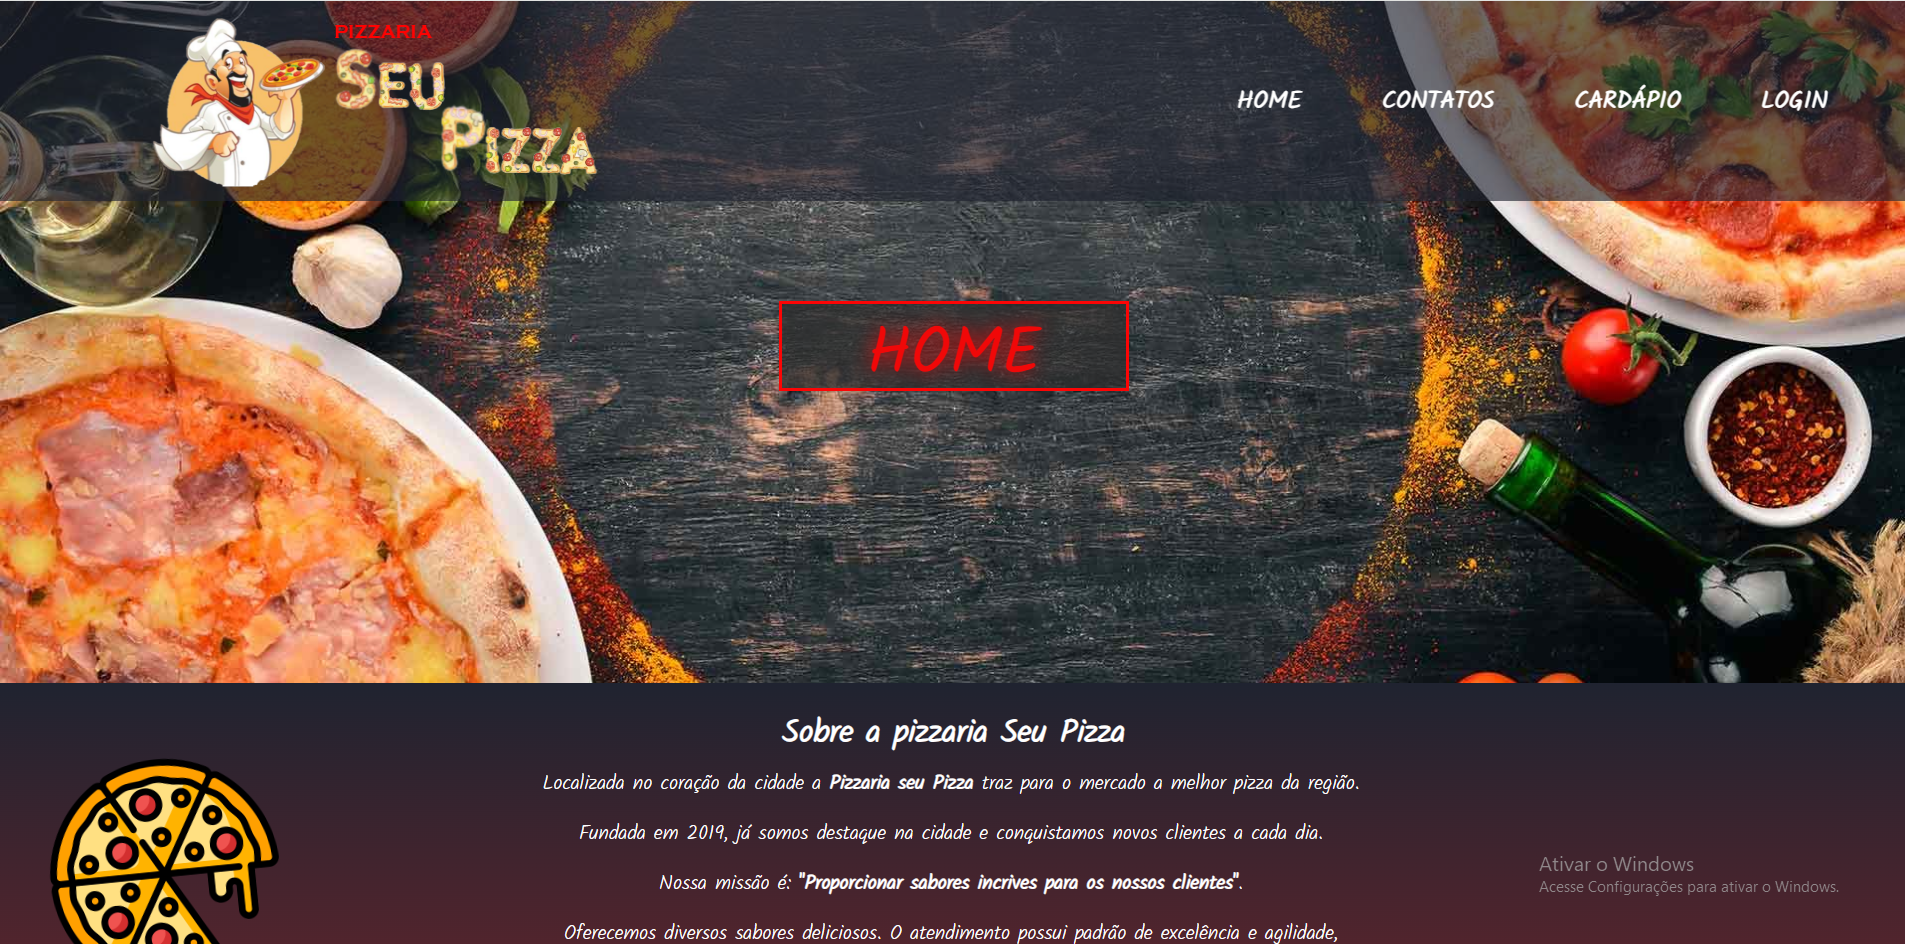 PIZZARIA
SEU
PIZZA
HOME CONTATOS CARDÁPIO LOGIN
HOME
Sobre a pizzaria Seu Pizza
Localizada no coração da cidade a Pizzaria seu Pizza traz para o mercado a melhor pizza da região.
Fundada em 2019, já somos destaque na cidade e conquistamos novos clientes a cada dia.
Nossa missão é: "Proporcionar sabores incrives para os nossos clientes".
Oferecemos diversos sabores deliciosos. O atendimento possui padrão de excelência e agilidade,
Ativar o Windows
Acesse Configurações para ativar o Windows.